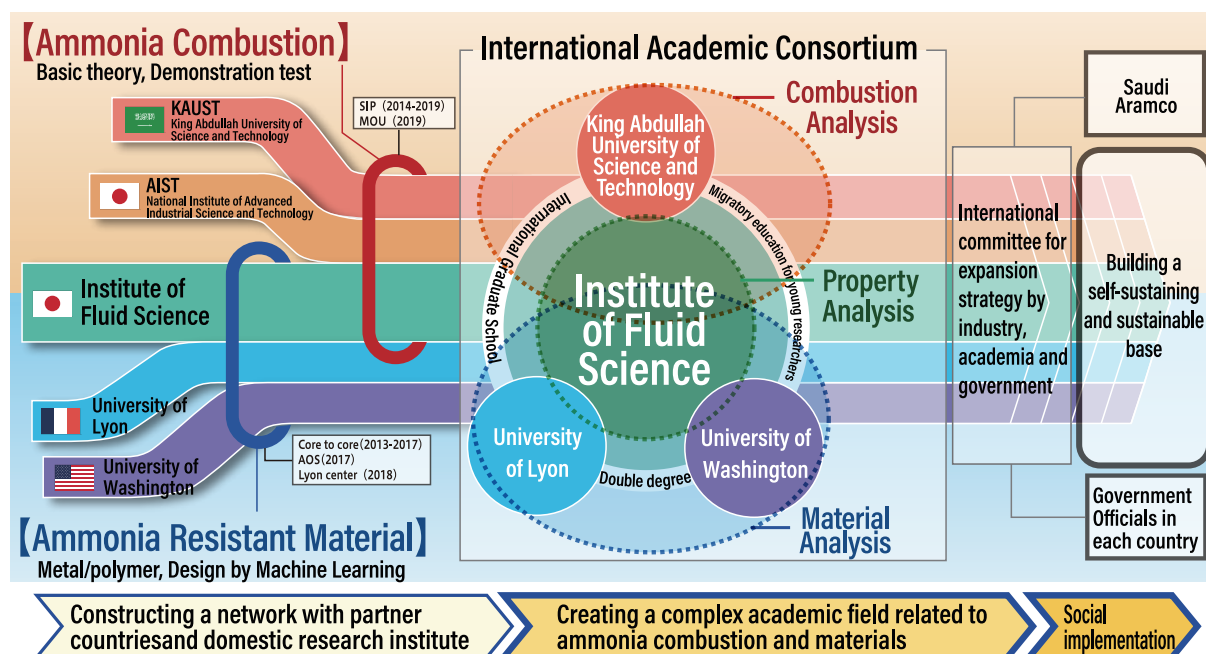 【Ammonia Combustion】
Basic theory, Demonstration test
KAUST
King Abdullah University of
Science and Technology
SIP (2014-2019)
MOU (2019)
AIST
National Institute of Advanced
Industrial Science and Technology
Institute of
Fluid Science
University of
Lyon
University of
Washington
Core to core(2013-2017)
AOS(2017)
Lyon center (2018)
【Ammonia Resistant Material】
Metal/polymer, Design by Machine Learning
International Academic Consortium
Combustion
Analysis
King Abdullah
University of
Science and
Technology
International Graduate School
Migratory education for young researchers
Property
Analysis
Institute
of Fluid
Science
University
of Lyon
University of
Washington
Double degree
Material
Analysis
Saudi
Aramco
International
committee for
expansion
strategy by
industry,
academia and
government
Building a
self-sustaining
and sustainable
base
Government
Officials in
each country
Constructing a network with partner
countriesand domestic research institute
Creating a complex academic field related to
ammonia combustion and materials
Social
implementation